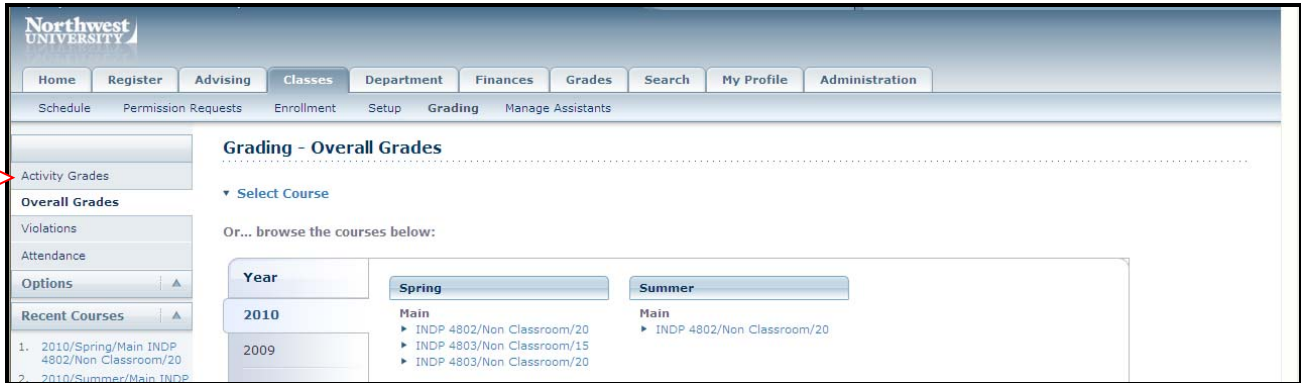 Northwest
UNIVERSITY
Home Register Advising Classes Department Finances Grades Search My Profile Administration
Schedule Permission Requests Enrollment Setup Grading Manage Assistants
Activity Grades
Overall Grades
Violations
Attendance
Options
Recent Courses
1. 2010/Spring/Main INDP
4802/Non Classroom/20
2. 2010/Summer/Main INDP
Grading - Overall Grades
Select Course
Or... browse the courses below:
Year
2010
2009
Spring
Main
INDP 4802/Non Classroom/20
INDP 4803/Non Classroom/15
INDP 4803/Non Classroom/20
Summer
Main
INDP 4802/Non Classroom/20